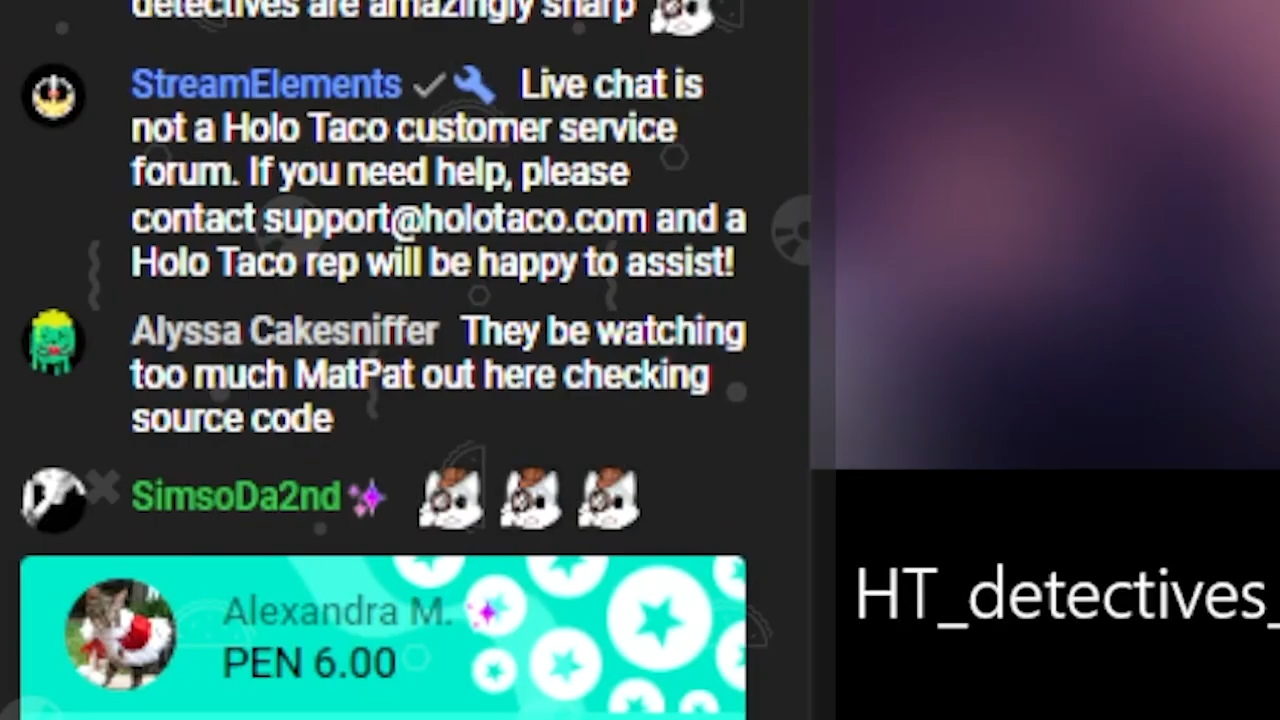 detectives are amazingly sharp
StreamElements Live chat is
not a Holo Taco customer service
forum. If you need help, please
contact support@holotaco.com and a
Holo Taco rep will be happy to assist!
Alyssa Cakesniffer They be watching
too much MatPat out here checking
source code
SimsoDa2nd
Alexandra M.
PEN 6.00
HT_detectives_